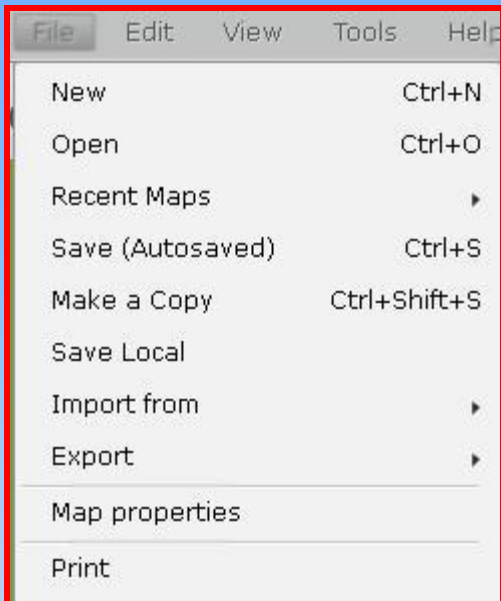 File Edit View Tools Help
New Ctrl+N
Open Ctrl+O
Recent Maps
Save (Autosaved) Ctrl+S
Make a Copy Ctrl+Shift+S
Save Local
Import from
Export
Map properties
Print